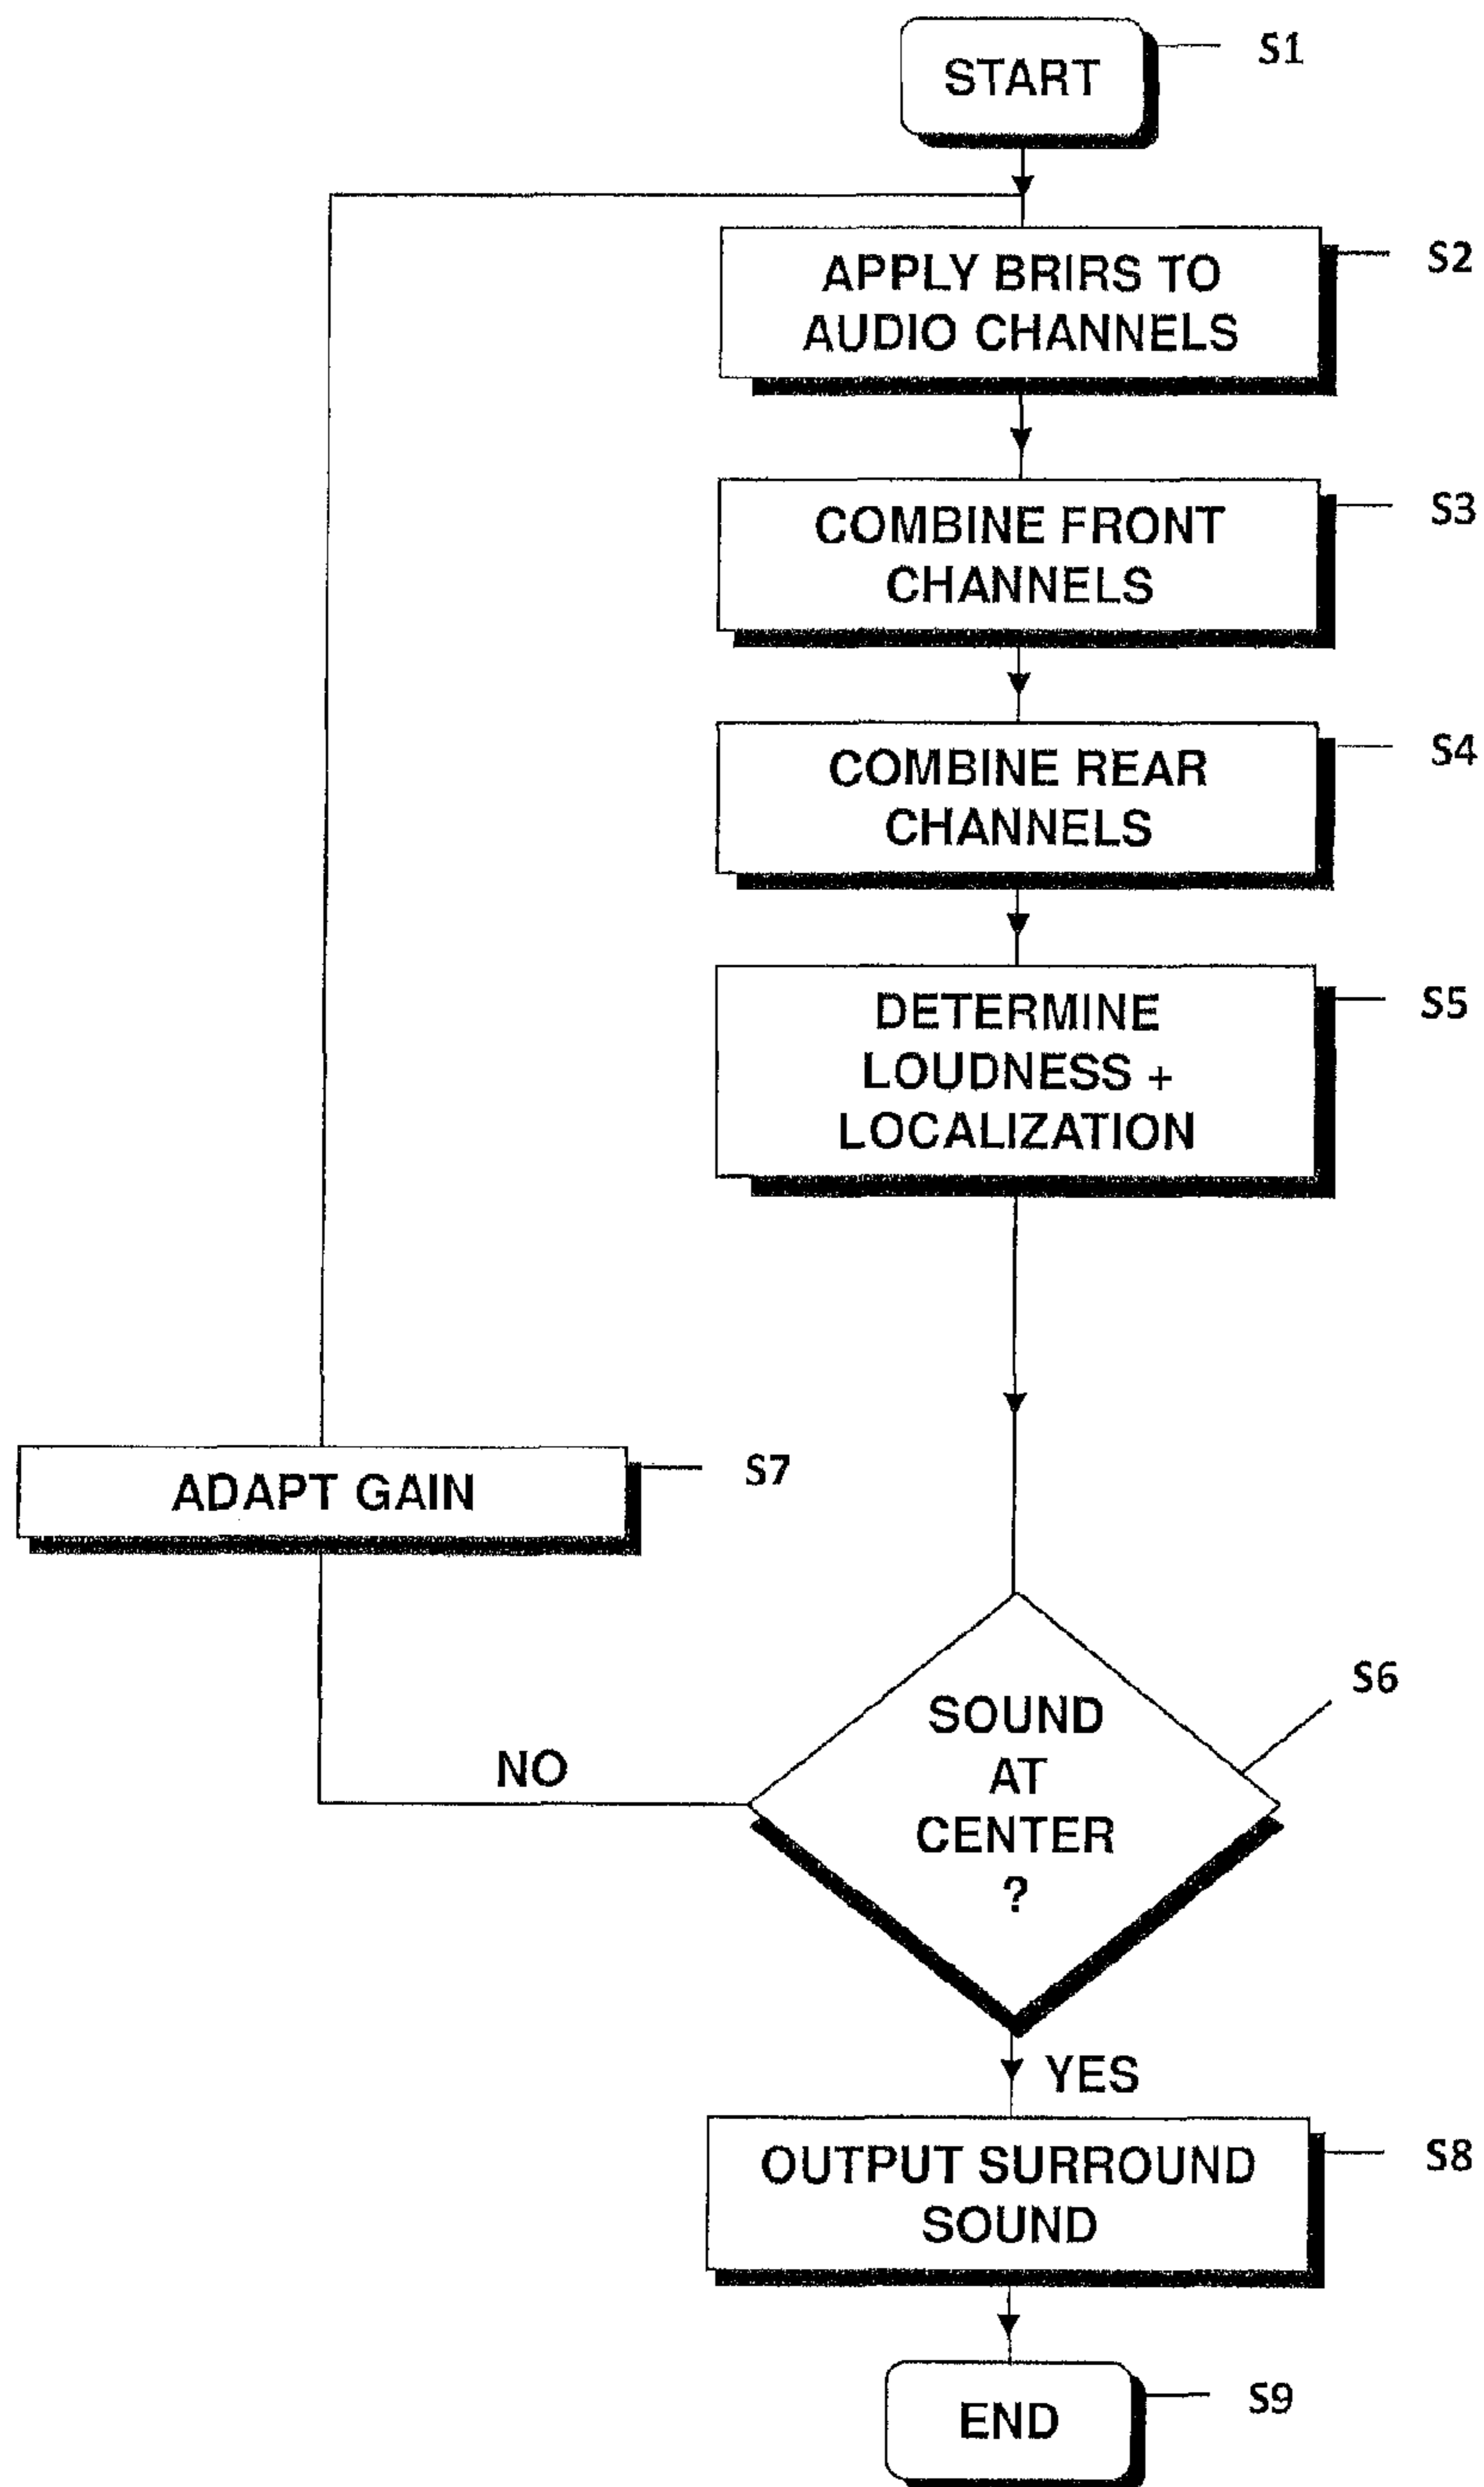 START
S1
APPLY BRIRS TO
AUDIO CHANNELS
S2
COMBINE FRONT
CHANNELS
S3
COMBINE REAR
CHANNELS
S4
DETERMINE
LOUDNESS +
LOCALIZATION
S5
ADAPT GAIN
S7
SOUND
AT
CENTER
?
S6
NO
YES
OUTPUT SURROUND
SOUND
S8
END
S9